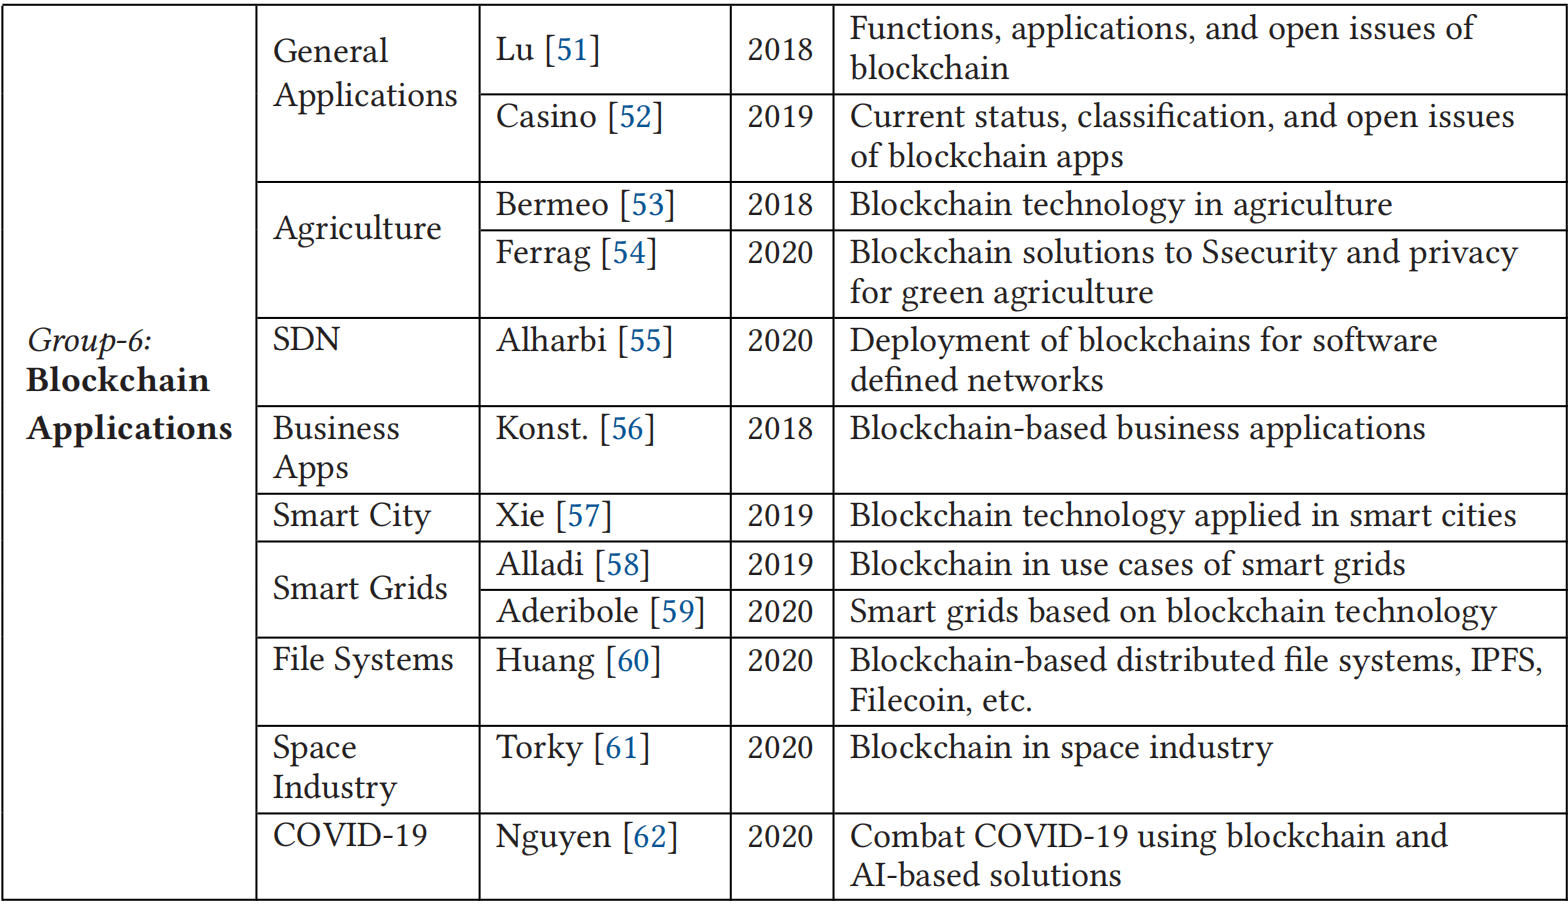 Group-6:
Blockchain
Applications
General
Applications
Lu [51]
2018
Functions, applications, and open issues of
blockchain
Casino [52]
2019
Current status, classification, and open issues
of blockchain apps
Agriculture
Bermeo [53]
2018
Blockchain technology in agriculture
Ferrag [54]
2020
Blockchain solutions to Ssecurity and privacy
for green agriculture
SDN
Alharbi [55]
2020
Deployment of blockchains for software
defined networks
Business
Apps
Konst. [56]
2018
Blockchain-based business applications
Smart City
Xie [57]
2019
Blockchain technology applied in smart cities
Smart Grids
Alladi [58]
2019
Blockchain in use cases of smart grids
Aderibole [59]
2020
Smart grids based on blockchain technology
File Systems
Huang [60]
2020
Blockchain-based distributed file systems, IPFS,
Filecoin, etc.
Space
Industry
Torky [61]
2020
Blockchain in space industry
COVID-19
Nguyen [62]
2020
Combat COVID-19 using blockchain and
AI-based solutions